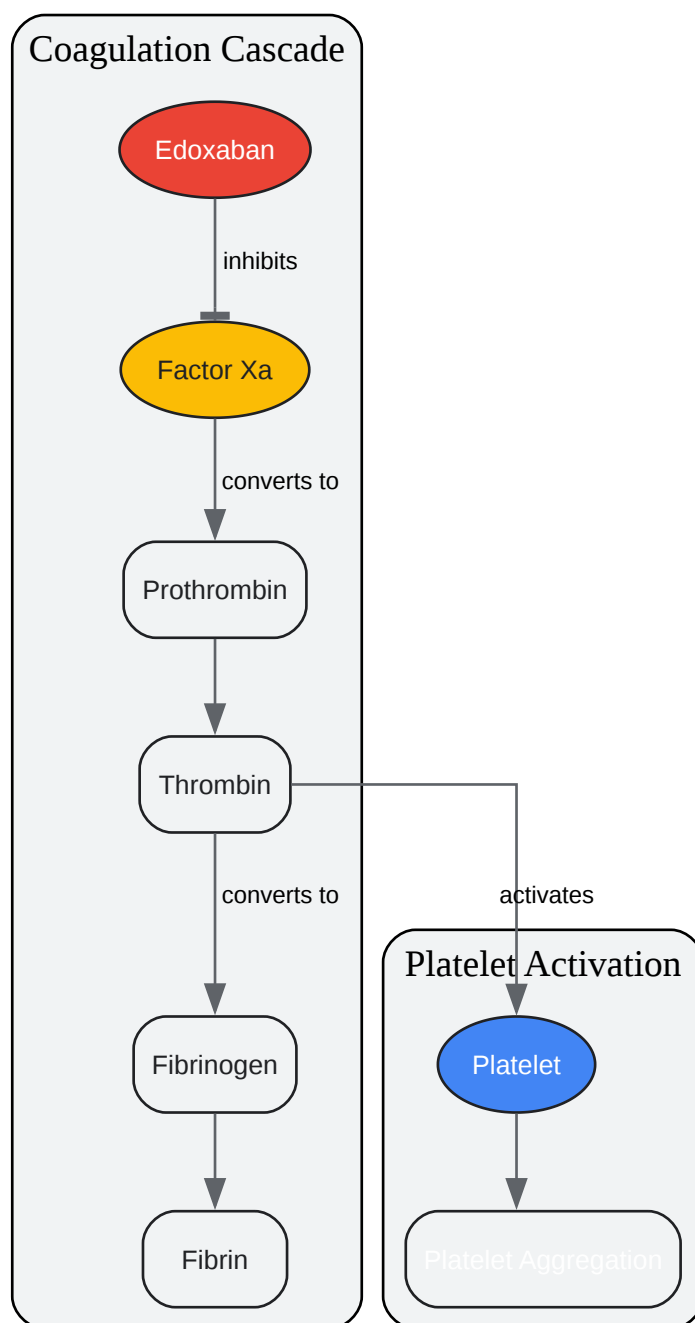 Coagulation Cascade
Edoxaban
inhibits
Factor Xa
converts to
Prothrombin
Thrombin
converts to
activates
Platelet Activation
Fibrinogen
Platelet
Fibrin
Platelet Aggregation